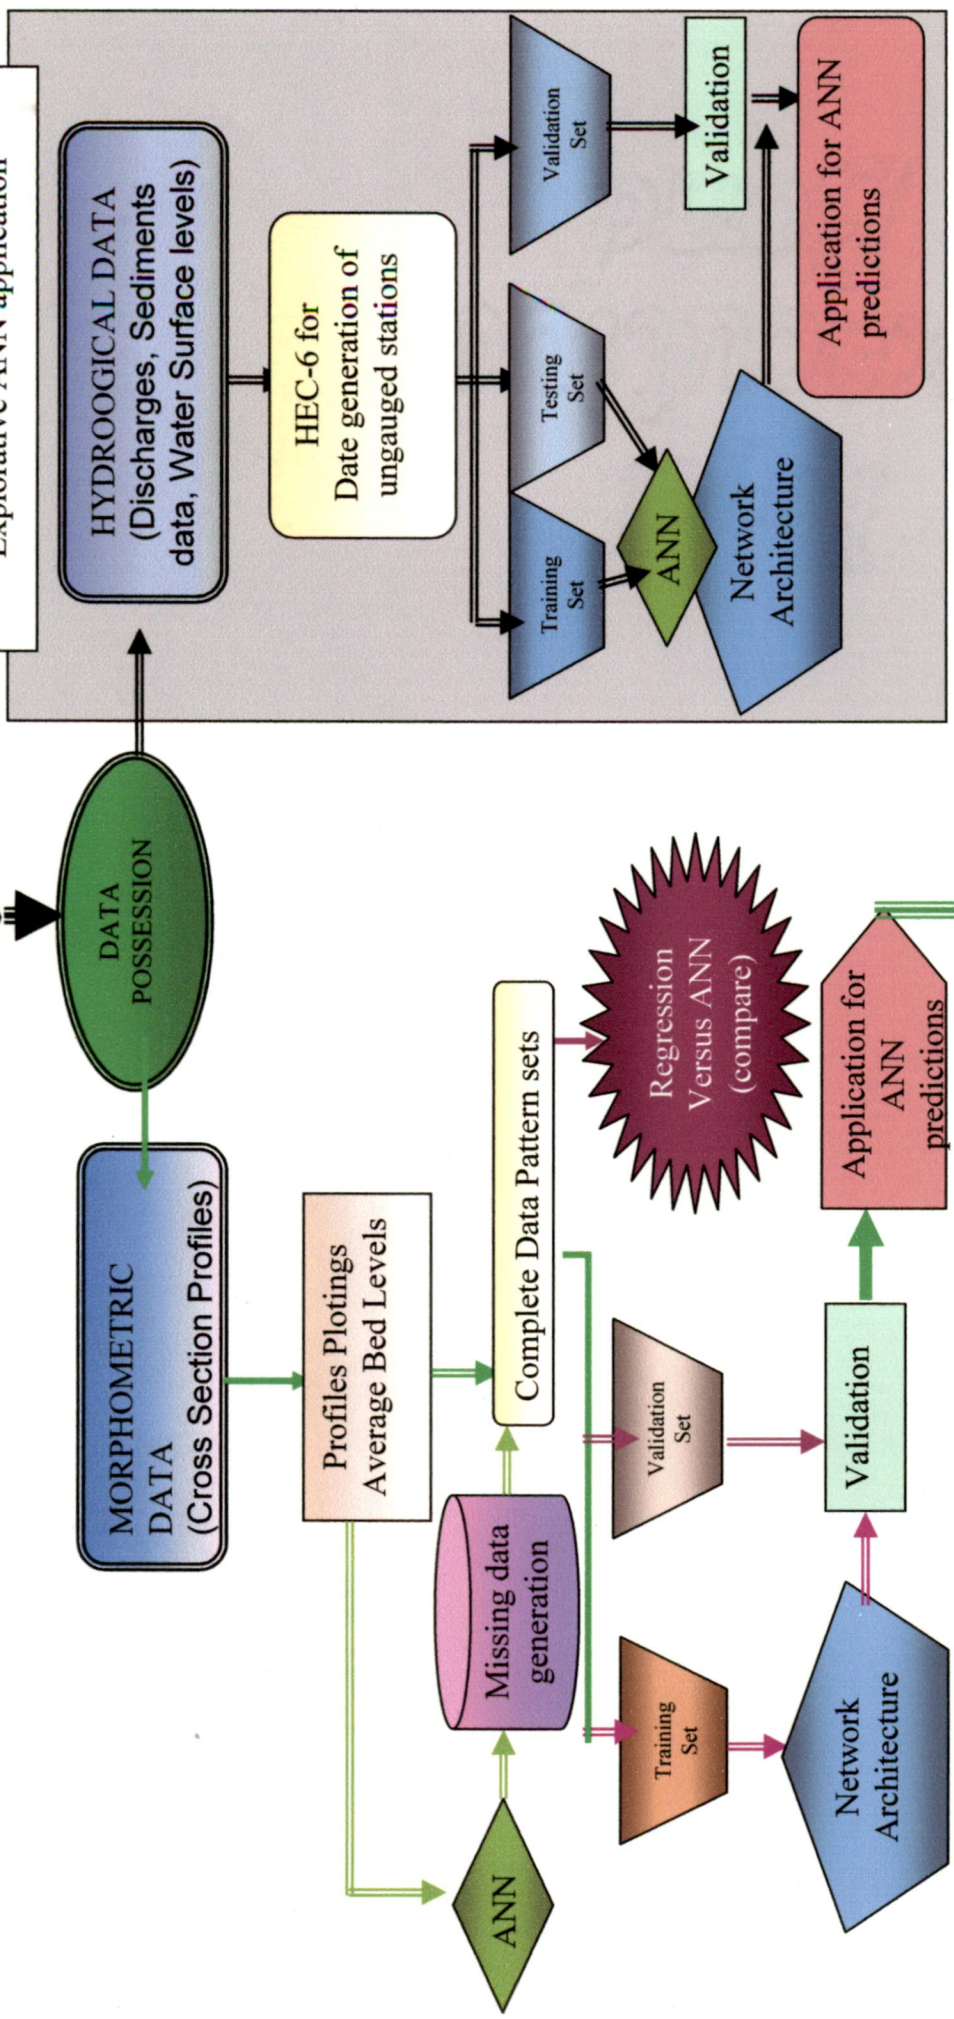 Explorative ANN application
DATA
POSSESSION
MORPHOMETRIC
DATA
(Cross Section Profiles)
Profiles Plotings
Average Bed Levels
ANN
Missing data
generation
Complete Data Pattern sets
Regression
Versus ANN
(compare)
Training
Set
Validation
Set
Network
Architecture
Validation
Application for
ANN
predictions
HYDROOGICAL DATA
(Discharges, Sediments
data, Water Surface levels)
HEC-6 for
Date generation of
ungauged stations
Training
Set
Testing
Set
Validation
Set
ANN
Network
Architecture
Validation
Application for ANN
predictions